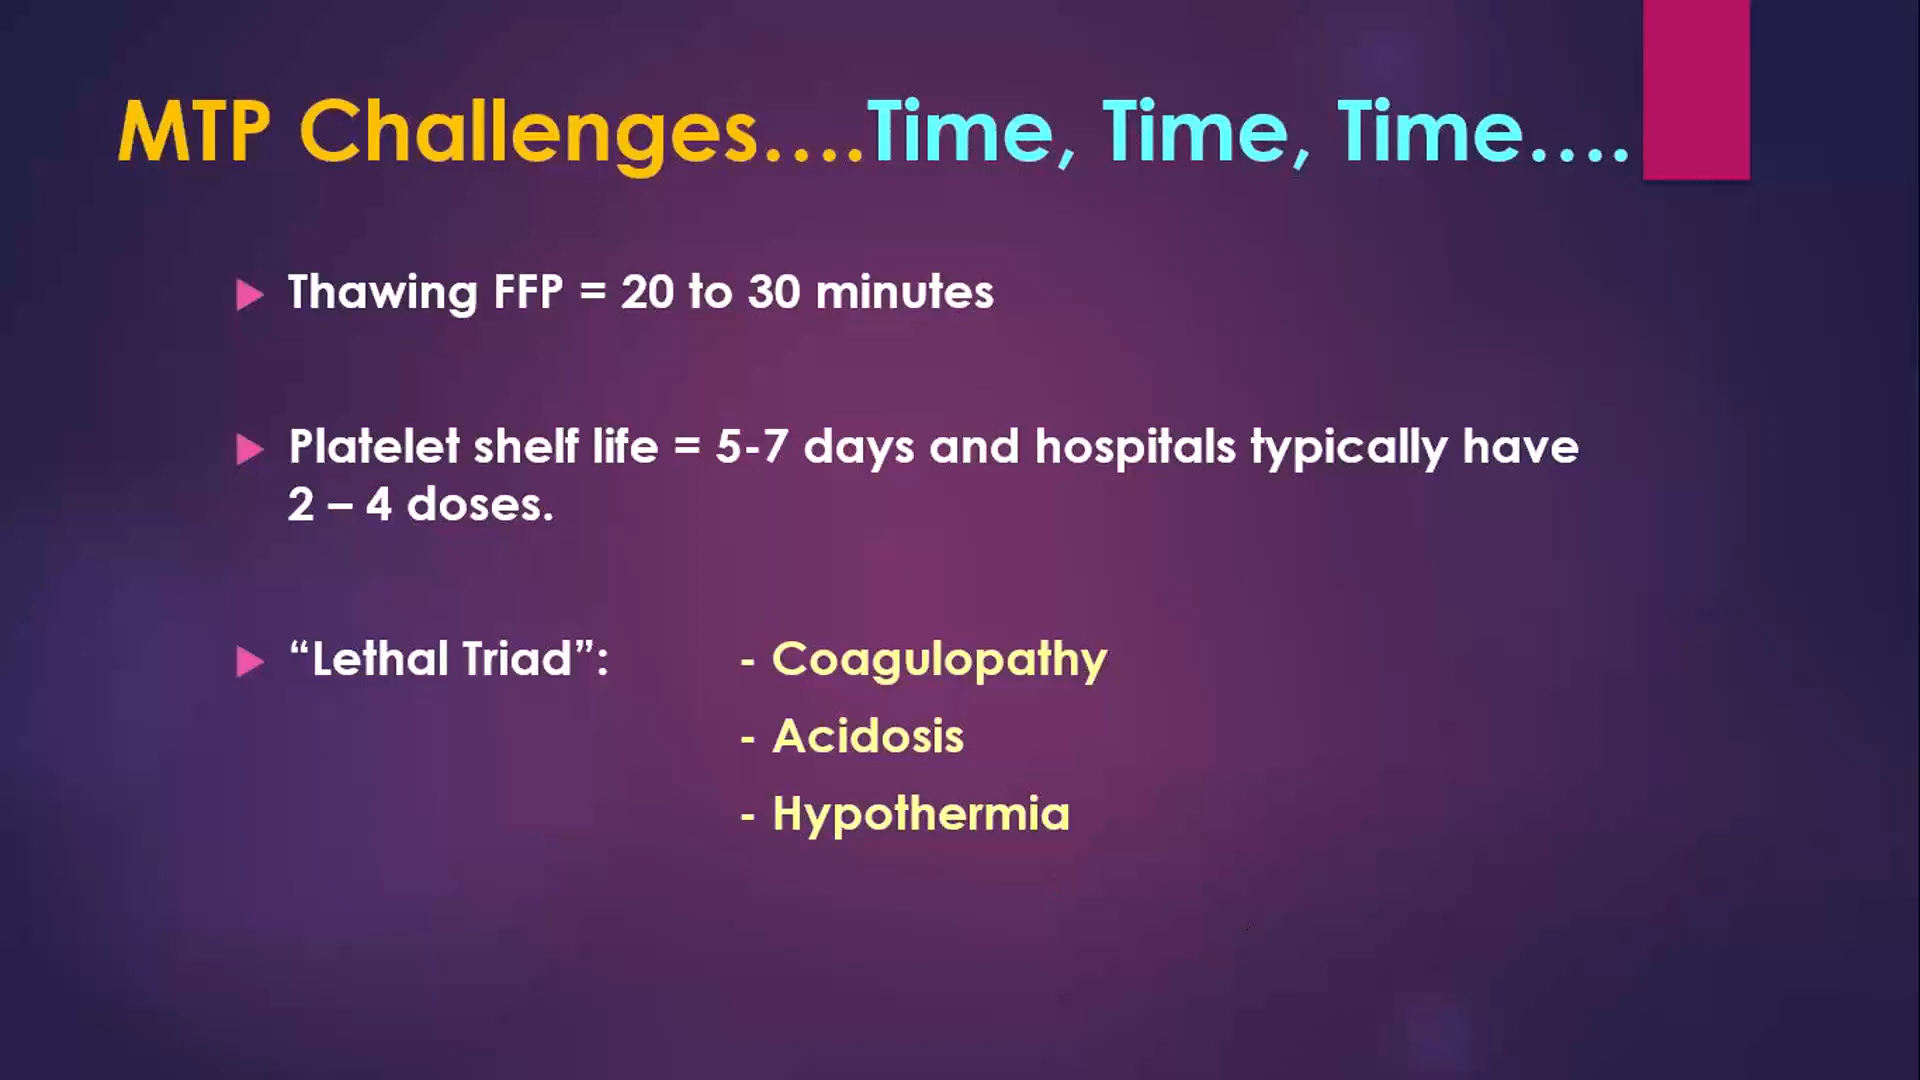 MTP Challenges....Time, Time, Time....
Thawing FFP = 20 to 30 minutes
Platelet shelf life = 5-7 days and hospitals typically have
2 – 4 doses.
“Lethal Triad”: - Coagulopathy
- Acidosis
- Hypothermia